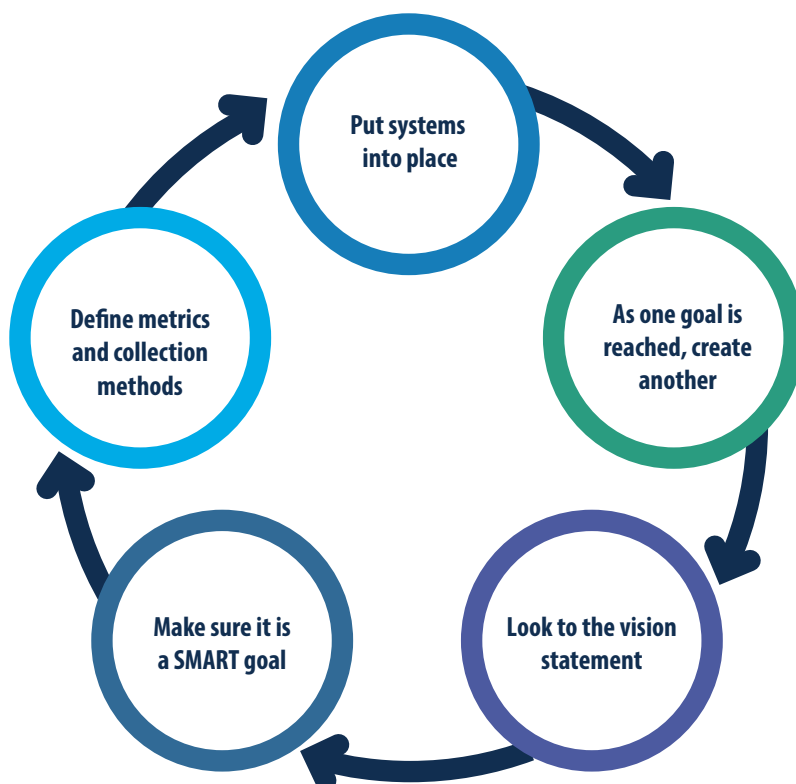 Put systems
into place
As one goal is
reached, create
another
Look to the vision
statement
Make sure it is
a SMART goal
Define metrics
and collection
methods